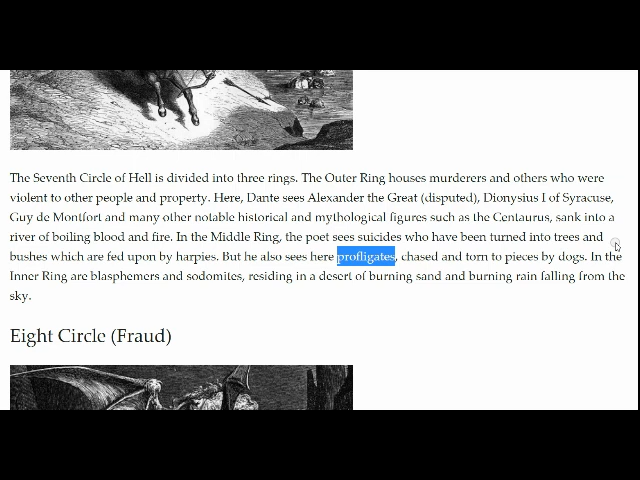 The Seventh Circle of Hell is divided into three rings. The Outer Ring houses murderers and others who were
violent to other people and property. Here, Dante sees Alexander the Great (disputed), Dionysius I of Syracuse,
Guy de Montfort and many other notable historical and mythological figures such as the Centaurus, sank into a
river of boiling blood and fire. In the Middle Ring, the poet sees suicides who have been turned into trees and
bushes which are fed upon by harpies. But he also sees here profligates, chased and torn to pieces by dogs. In the
Inner Ring are blasphemers and sodomites, residing in a desert of burning sand and burning rain falling from the
sky.
Eight Circle (Fraud)